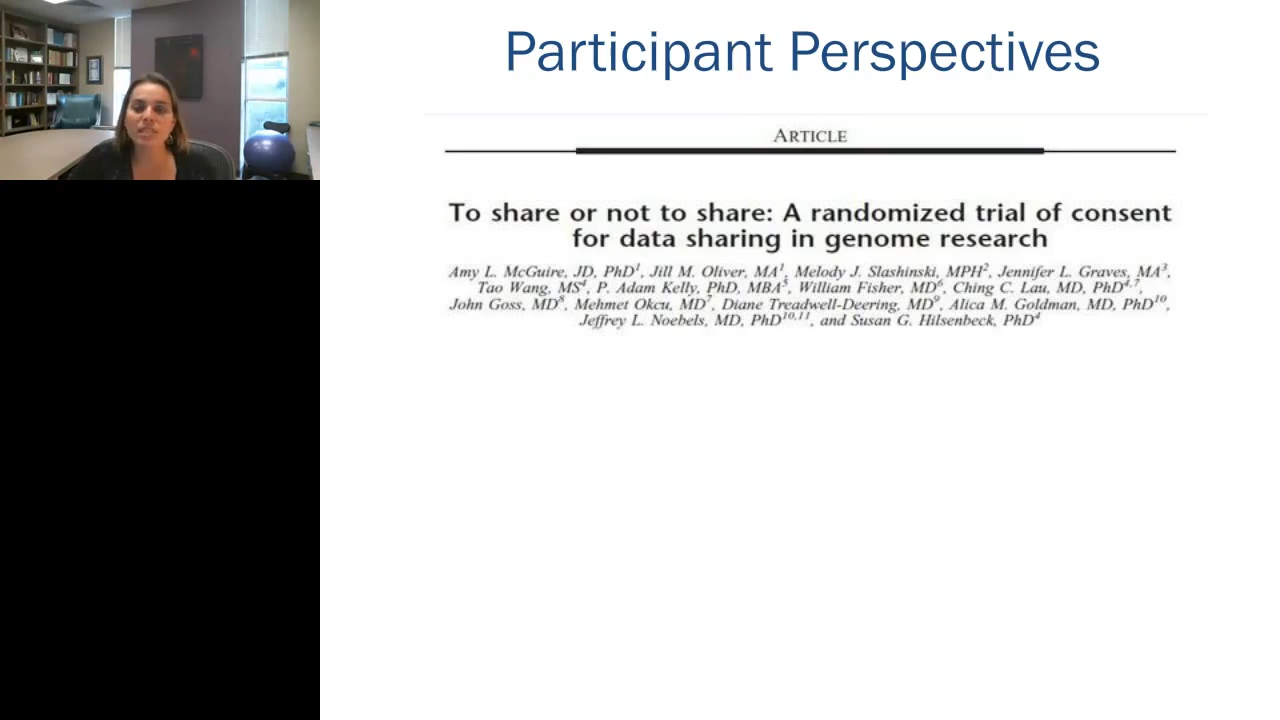 Participant Perspectives
ARTICLE
To share or not to share: A randomized trial of consent
for data sharing in genome research
Amy L. McGuire, JD, PhD1, Jill M. Oliver, MA1, Melody J. Slashinski, MPH2, Jennifer L. Graves, MA3,
Tao Wang, MS4, P. Adam Kelly, PhD, MBA5, William Fisher, MD6, Ching C. Lau, MD, PhD4,7,
John Goss, MD8, Mehmet Okcu, MD7, Diane Treadwell-Deering, MD9, Alica M. Goldman, MD, PhD10,
Jeffrey L. Noebels, MD, PhD10,11, and Susan G. Hilsenbeck, PhD4